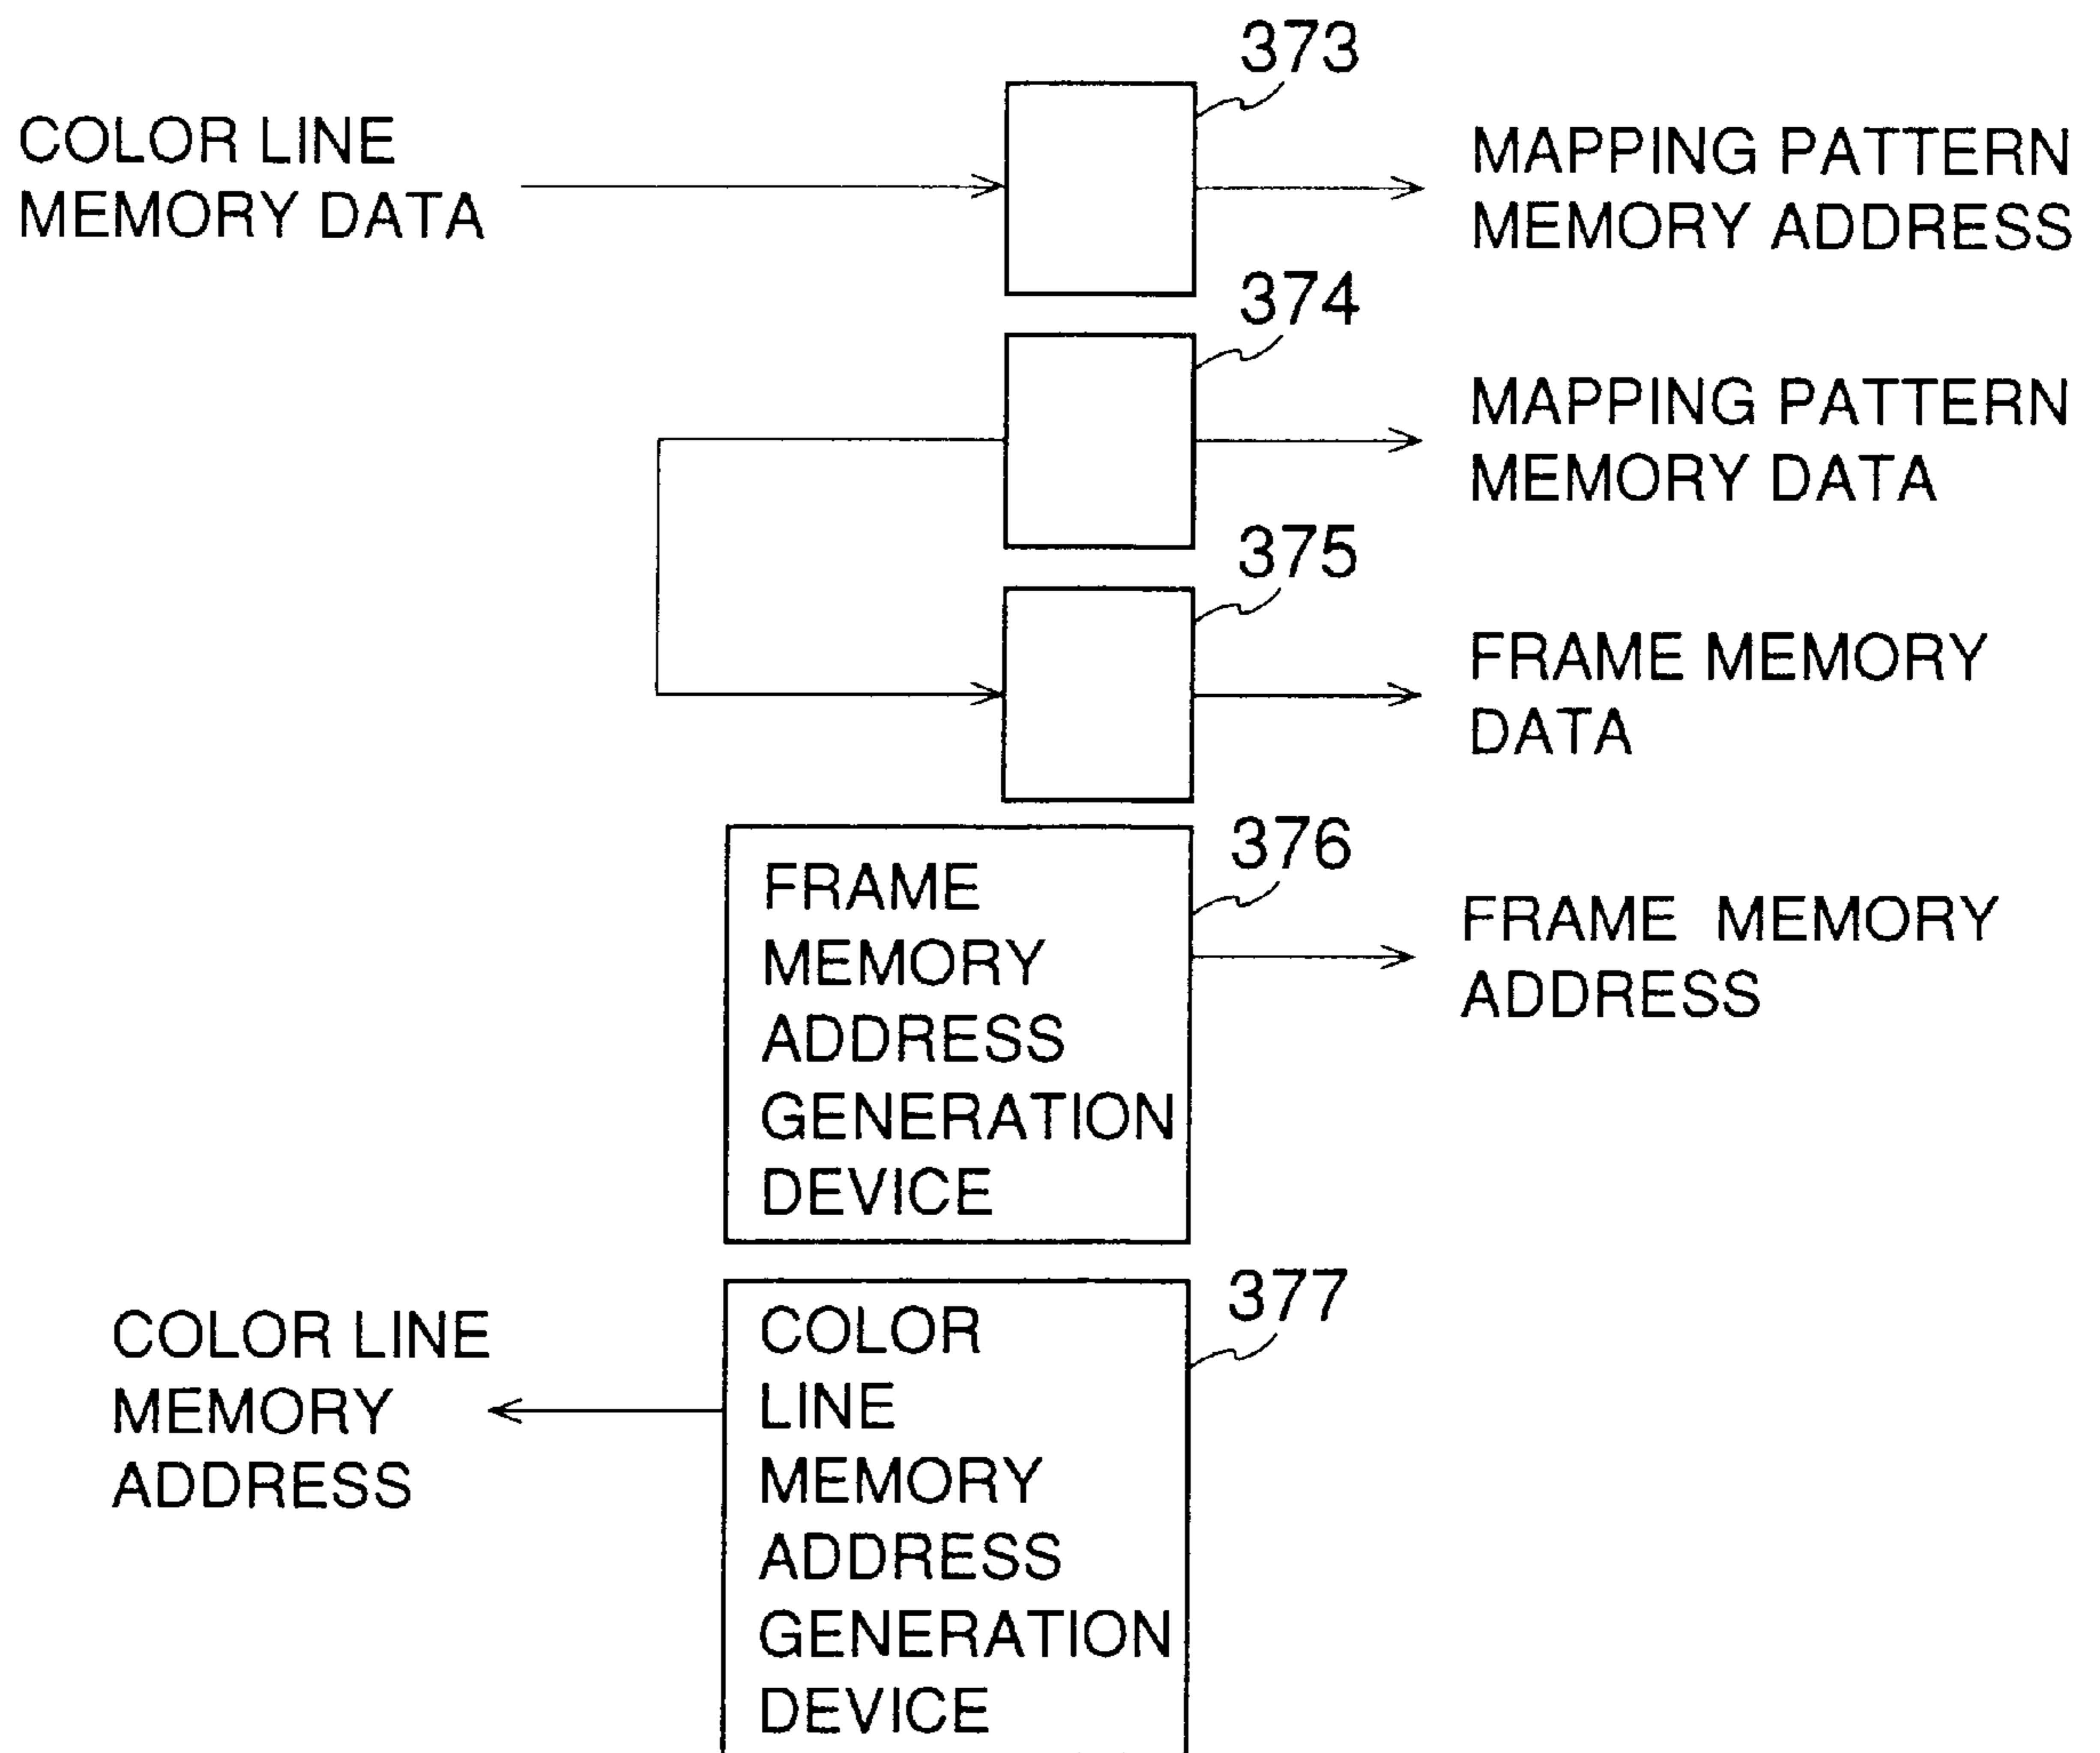 373
COLOR LINE
MEMORY DATA
MAPPING PATTERN
MEMORY ADDRESS
374
MAPPING PATTERN
MEMORY DATA
375
FRAME MEMORY
DATA
376
FRAME
MEMORY
ADDRESS
GENERATION
DEVICE
FRAME MEMORY
ADDRESS
377
COLOR LINE
MEMORY
ADDRESS
COLOR
LINE
MEMORY
ADDRESS
GENERATION
DEVICE